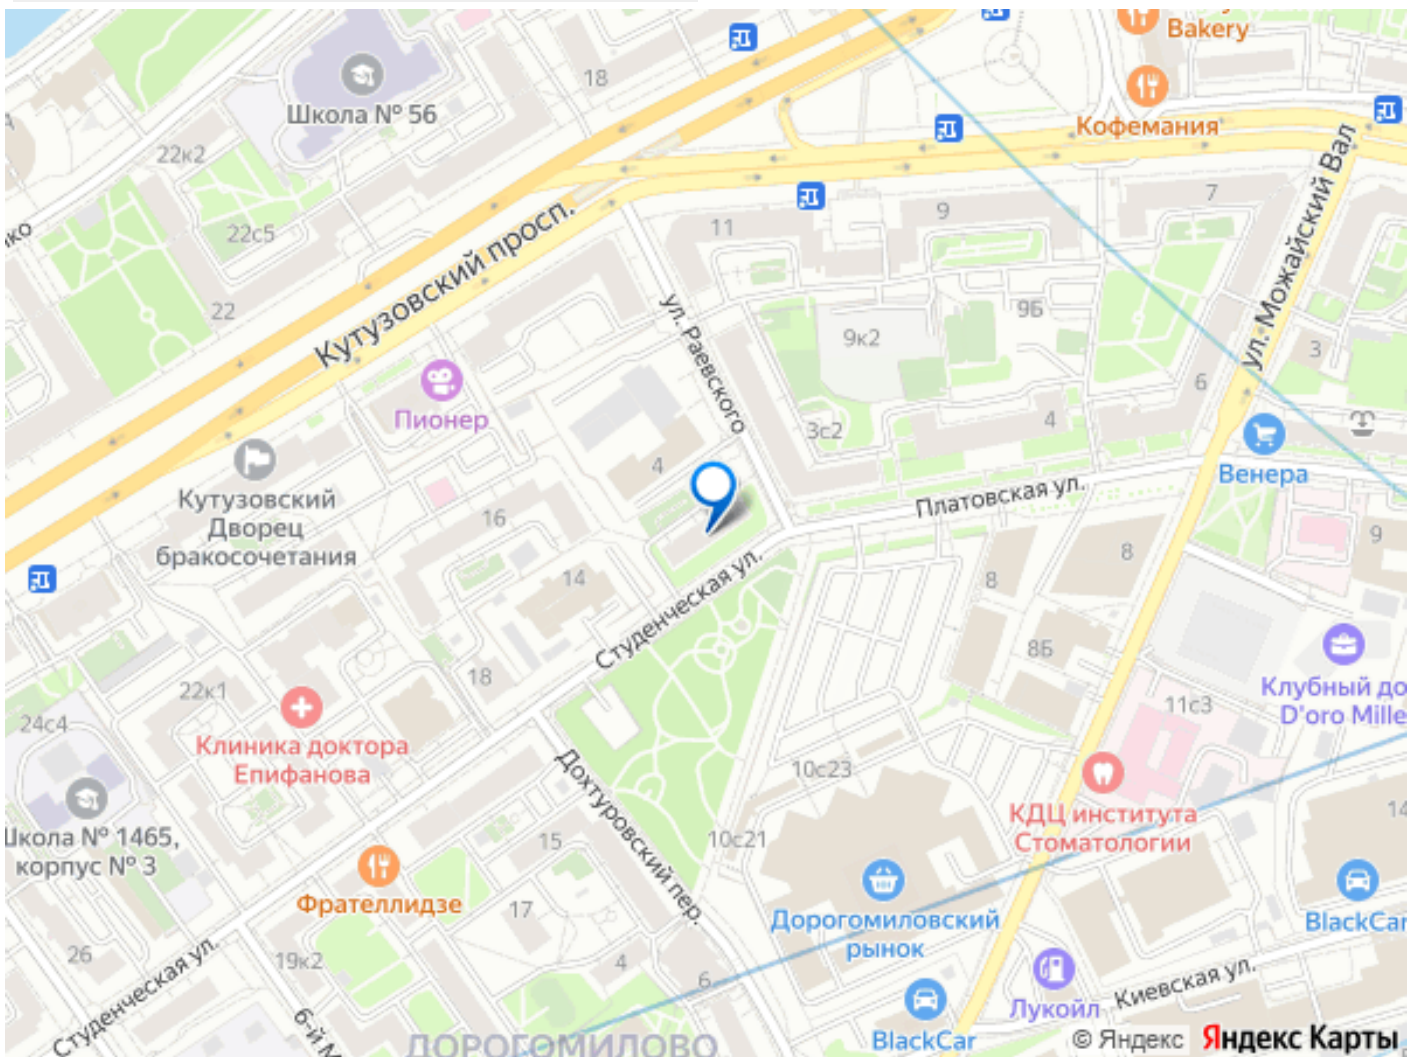 Bakery
18
Школа № 56
Кофемания
22к2
ул. Можайский Вал
7
9
11
22с5
Кутузовский просп.
22
ул. Раевского
9Б
9к2
3
Пионер
6
4
3с2
Венера
4
Кутузовский
Дворец
бракосочетания
16
Платовская ул.
9
8
8
14
Студенческая ул.
8Б
Клубный до
D'oro Mille
18
22к1
24с4
11с3
Клиника доктора
Епифанова
10с23
Дохтуровский пер.
КДЦ института
Стоматологии
14
Школа № 1465,
корпус № 3
15
10с21
Фрателлидзе
17
Дорогомиловский
рынок
BlackCar
26
19к2
4
6
Студенческая ул.
6-й М
Лукойл
Киевская ул.
ДОРОГОМИЛОВО
BlackCar
© Яндекс Яндекс Карты